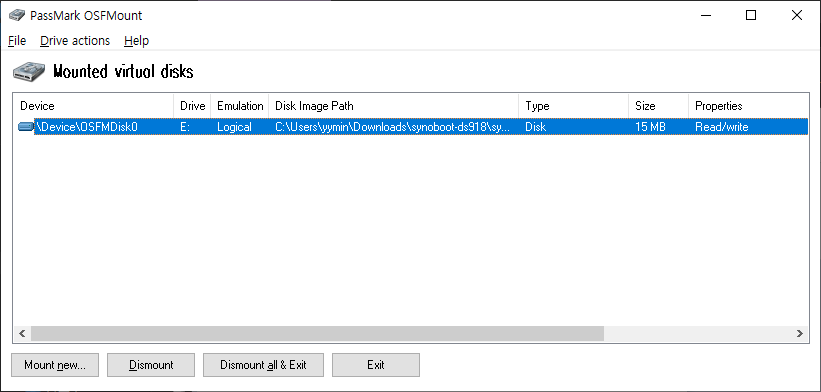 PassMark OSFMount
File Drive actions Help
Mounted virtual disks
Device Drive Emulation Disk Image Path Type Size Properties
\Device\OSFMDisk0 E: Logical C:\Users\yymin\Downloads\synoboot-ds918\sy... Disk 15 MB Read/write
Mount new... Dismount Dismount all & Exit Exit